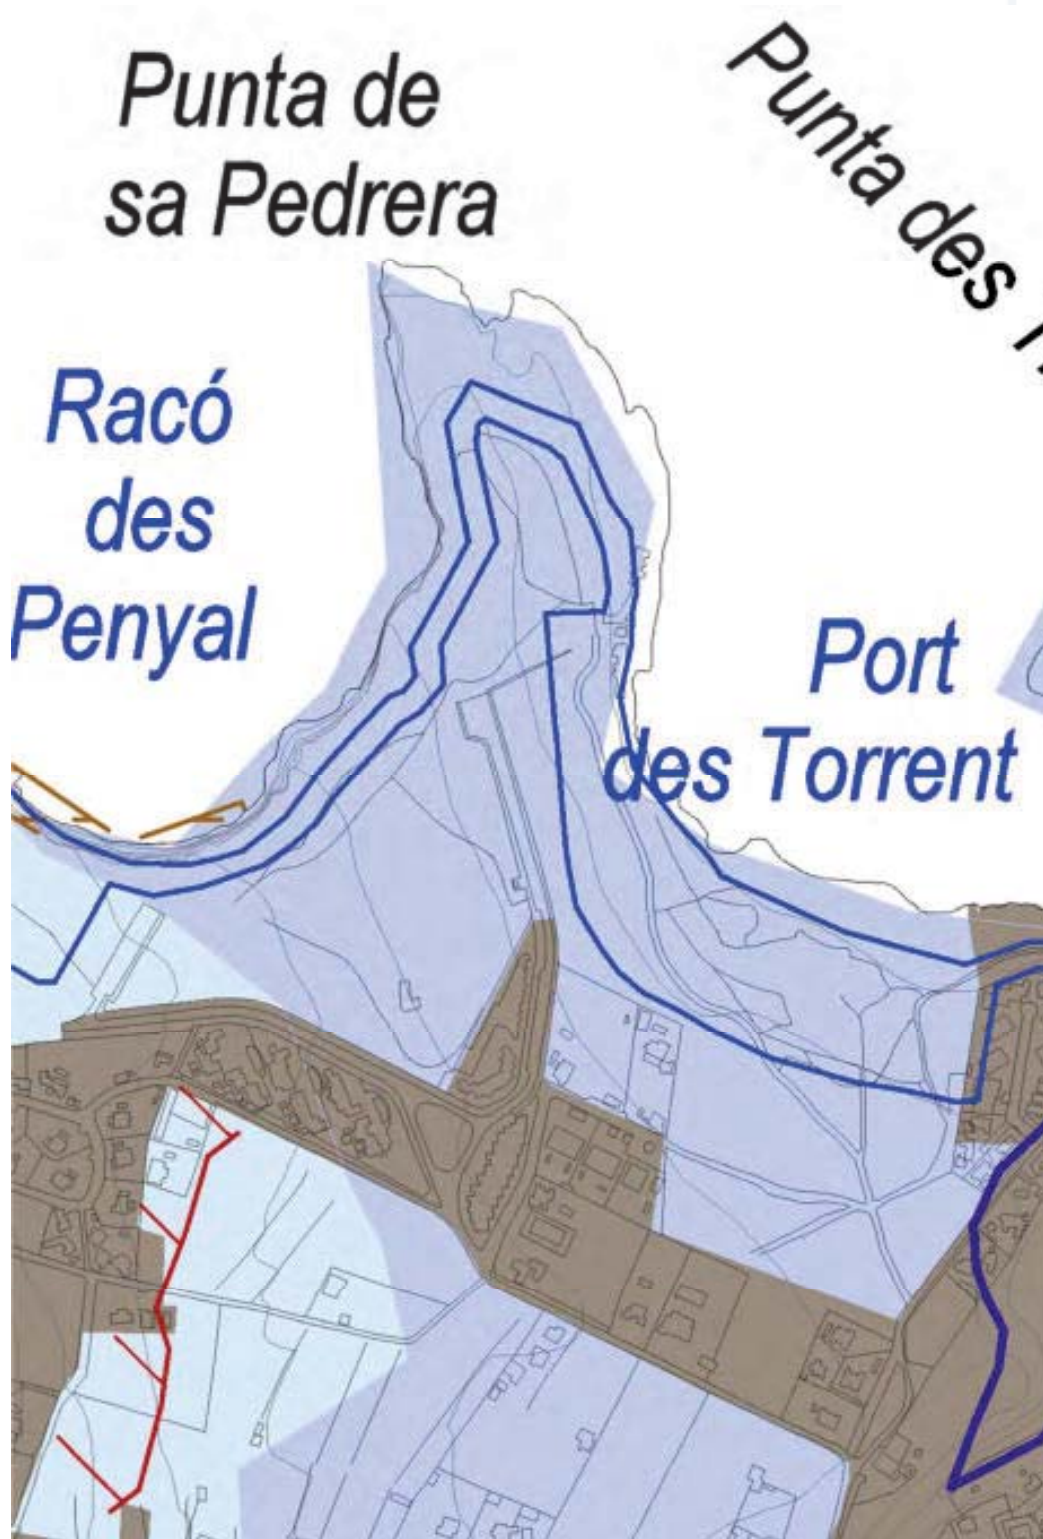 Punta de
sa Pedrera
Punta des
Racó
des
Penyal
Port
des Torrent